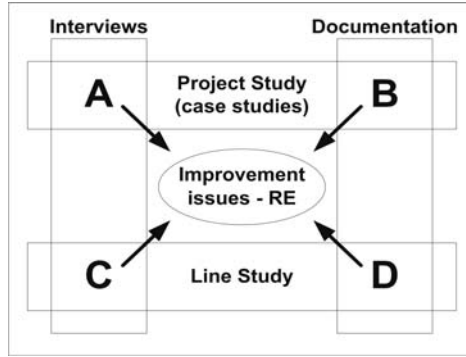 Interviews
Documentation
A
Project Study
(case studies)
B
Improvement
issues - RE
C
Line Study
D